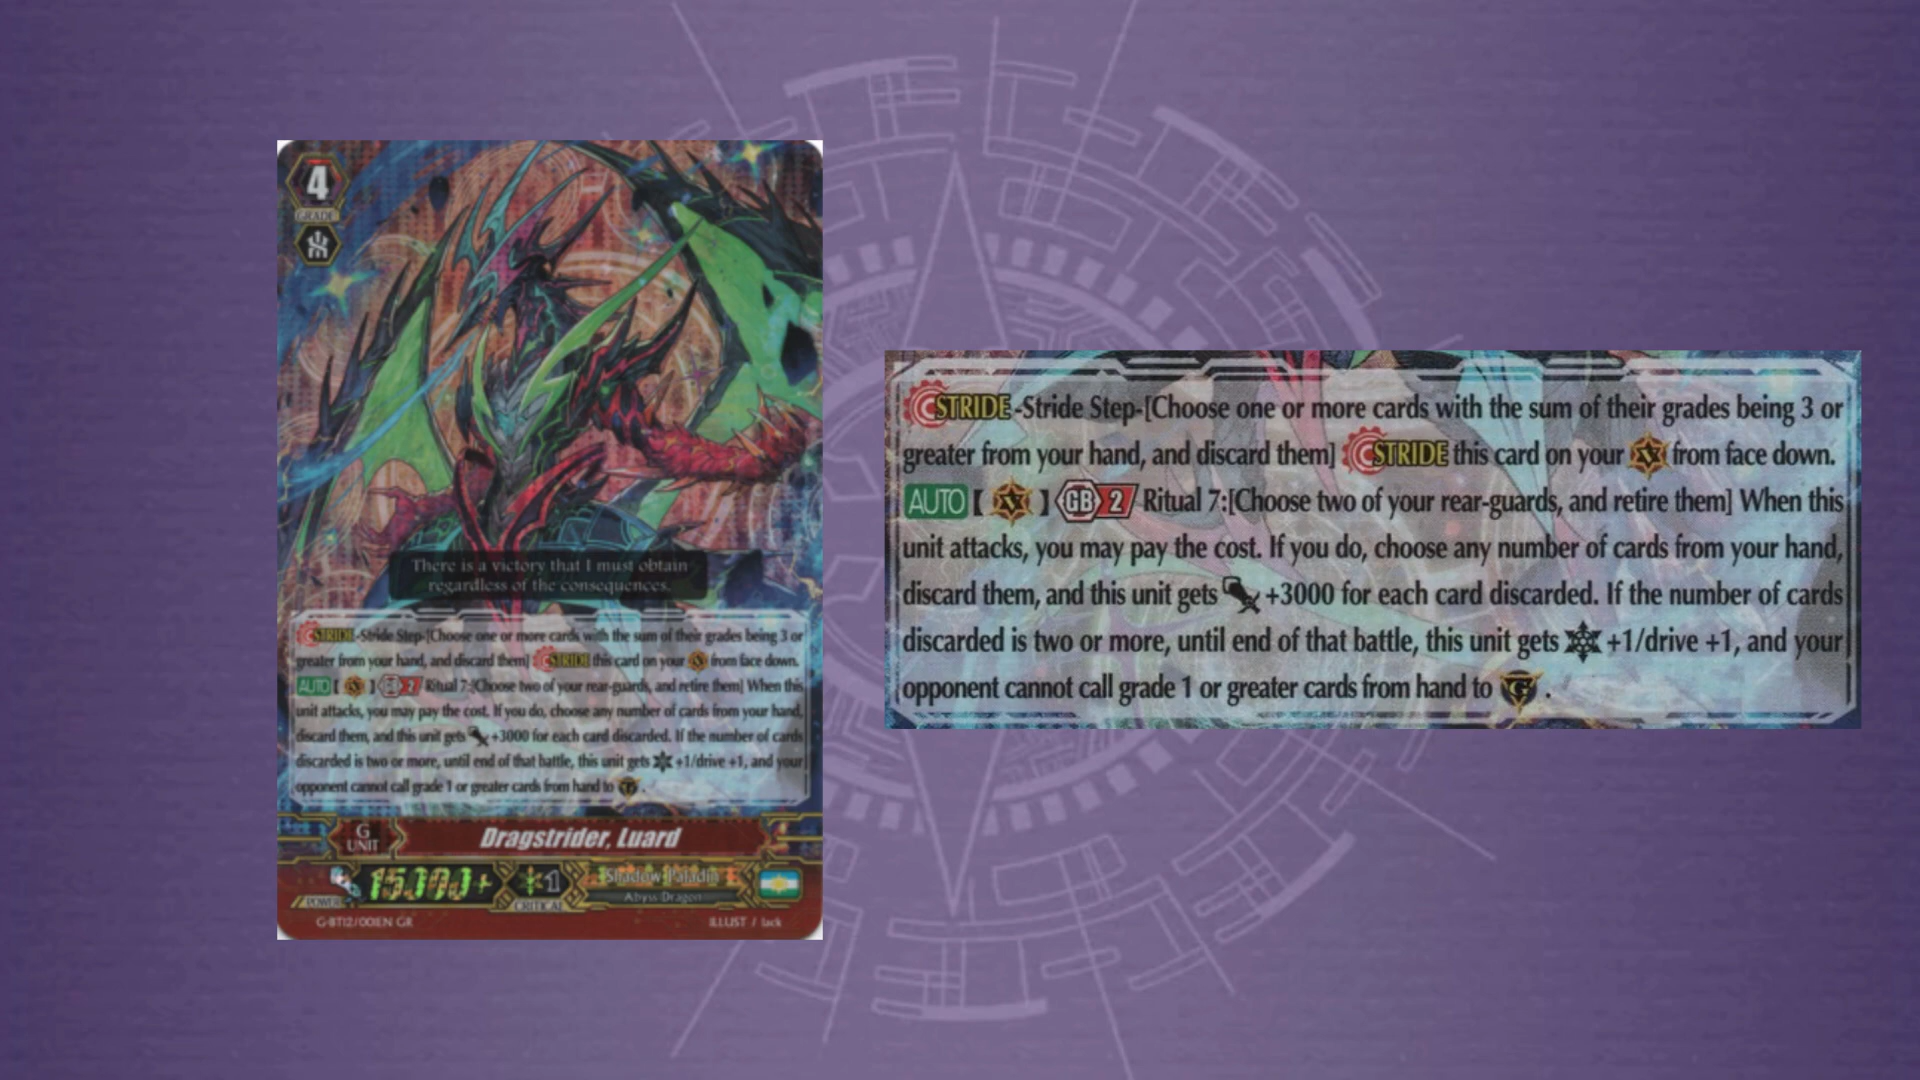 4
GRADE
There is a victory that I must obtain
regardless of the consequences.
STRIDE-Stride Step-[Choose one or more cards with the sum of their grades being 3 or
greater from your hand, and discard them] STRIDE this card on your V from face down.
AUTO【 V 】 GB 2 Ritual 7:[Choose two of your rear-guards, and retire them] When this
unit attacks, you may pay the cost. If you do, choose any number of cards from your hand,
discard them, and this unit gets +3000 for each card discarded. If the number of cards
discarded is two or more, until end of that battle, this unit gets +1/drive +1, and your
opponent cannot call grade 1 or greater cards from hand to G .
G
UNIT
Dragstrider, Luard
POWER 15000+
1
CRITICAL
Shadow Paladin
Abyss Dragon
G-BT12/001EN GR
ILLUST / lack
STRIDE-Stride Step-[Choose one or more cards with the sum of their grades being 3 or
greater from your hand, and discard them] STRIDE this card on your V from face down.
AUTO【 V 】 GB 2 Ritual 7:[Choose two of your rear-guards, and retire them] When this
unit attacks, you may pay the cost. If you do, choose any number of cards from your hand,
discard them, and this unit gets +3000 for each card discarded. If the number of cards
discarded is two or more, until end of that battle, this unit gets +1/drive +1, and your
opponent cannot call grade 1 or greater cards from hand to G .